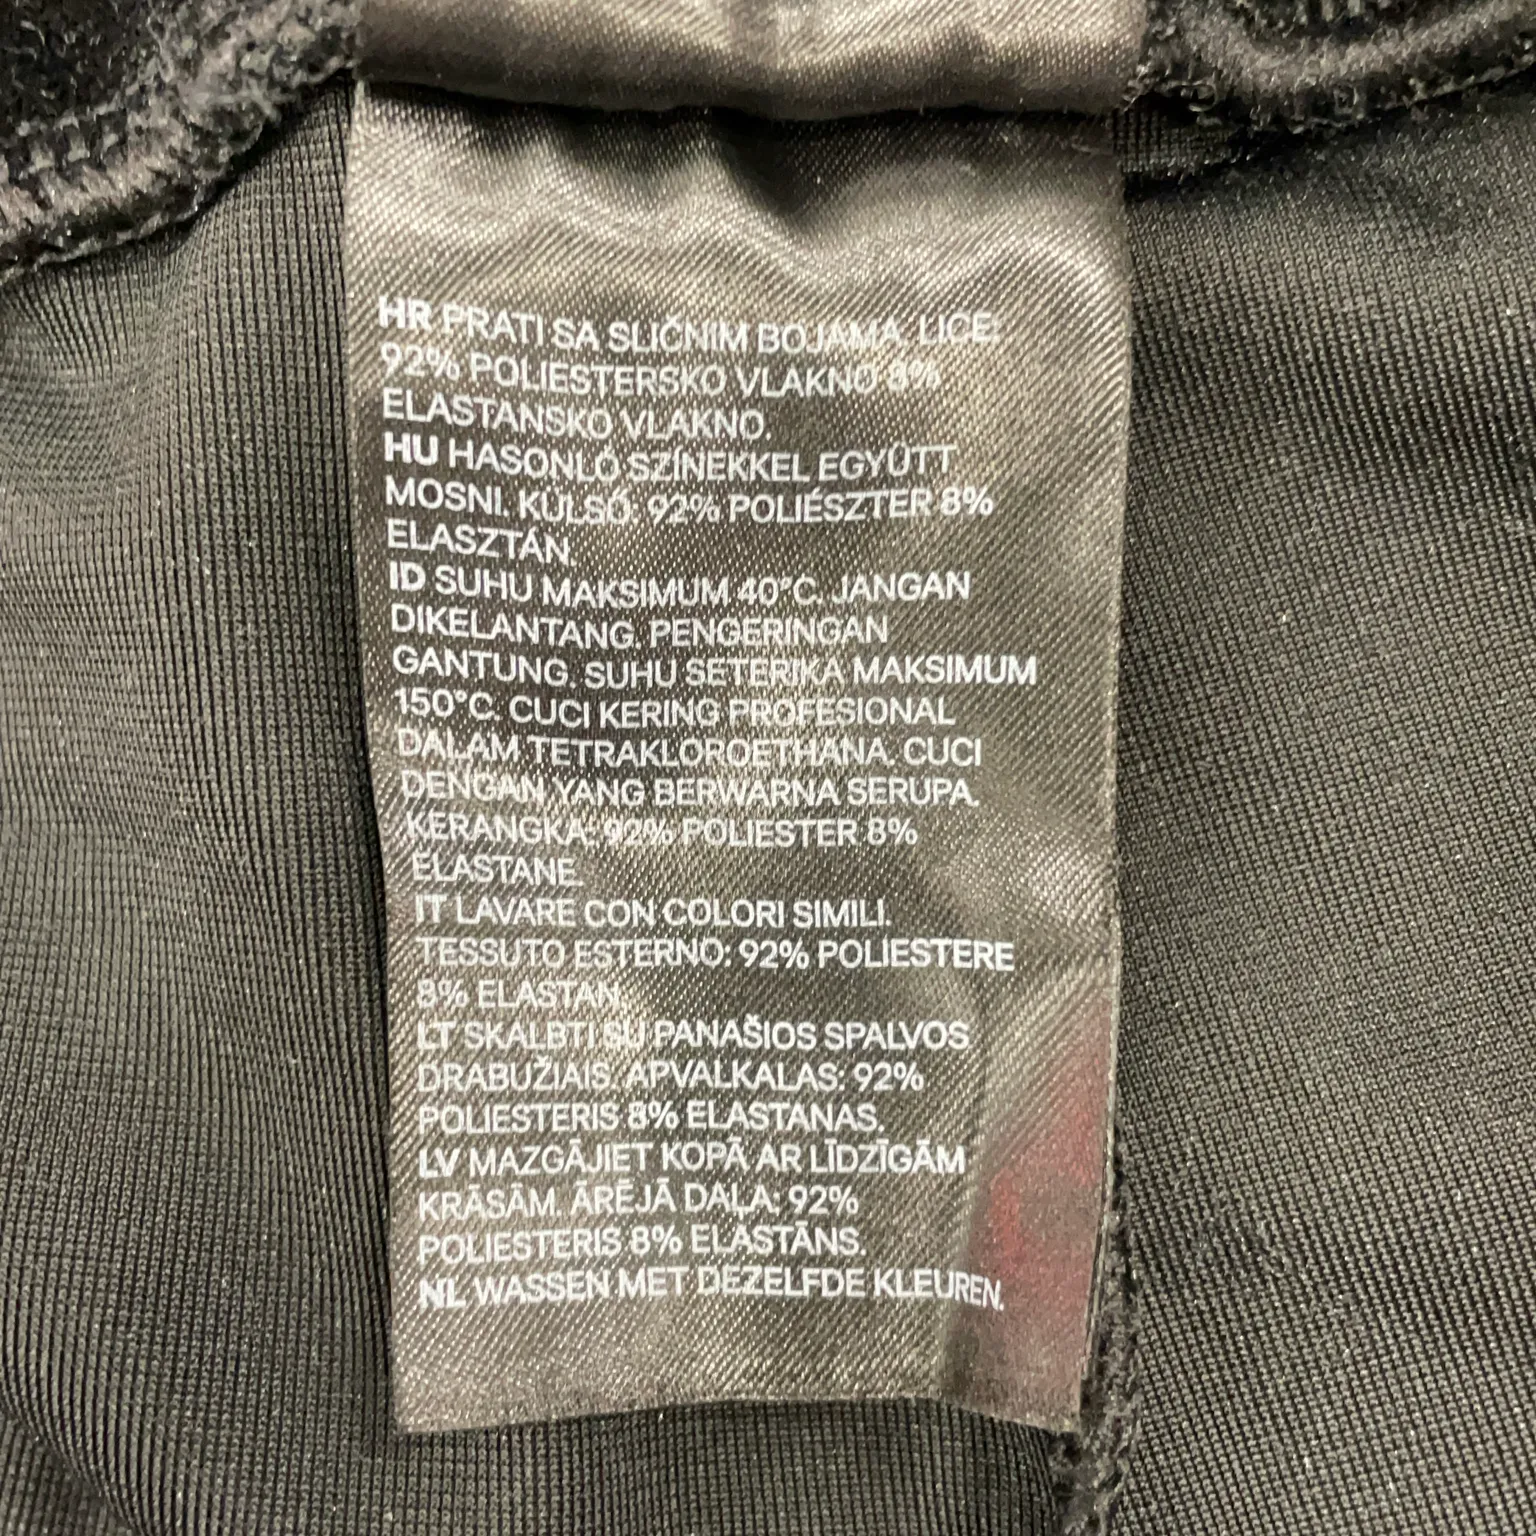 HR PRATI SA SLIČNIM BOJAMA. LICE:
92% POLIESTERSKO VLAKNO 8%
ELASTANSKO VLAKNO.
HU HASONLÓ SZÍNEKKEL EGYÜTT
MOSNI. KÜLSŐ: 92% POLIÉSZTER 8%
ELASZTÁN.
ID SUHU MAKSIMUM 40°C. JANGAN
DIKELANTANG. PENGERINGAN
GANTUNG. SUHU SETERIKA MAKSIMUM
150°C. CUCI KERING PROFESIONAL
DALAM TETRAKLOROETHANA. CUCI
DENGAN YANG BERWARNA SERUPA.
KERANGKA: 92% POLIESTER 8%
ELASTANE.
IT LAVARE CON COLORI SIMILI.
TESSUTO ESTERNO: 92% POLIESTERE
8% ELASTAN.
LT SKALBTI SU PANAŠIOS SPALVOS
DRABUŽIAIS. APVALKALAS: 92%
POLIESTERIS 8% ELASTANAS.
LV MAZGĀJIET KOPĀ AR LĪDZĪGĀM
KRĀSĀM. ĀRĒJĀ DAĻA: 92%
POLIESTERIS 8% ELASTĀNS.
NL WASSEN MET DEZELFDE KLEUREN.